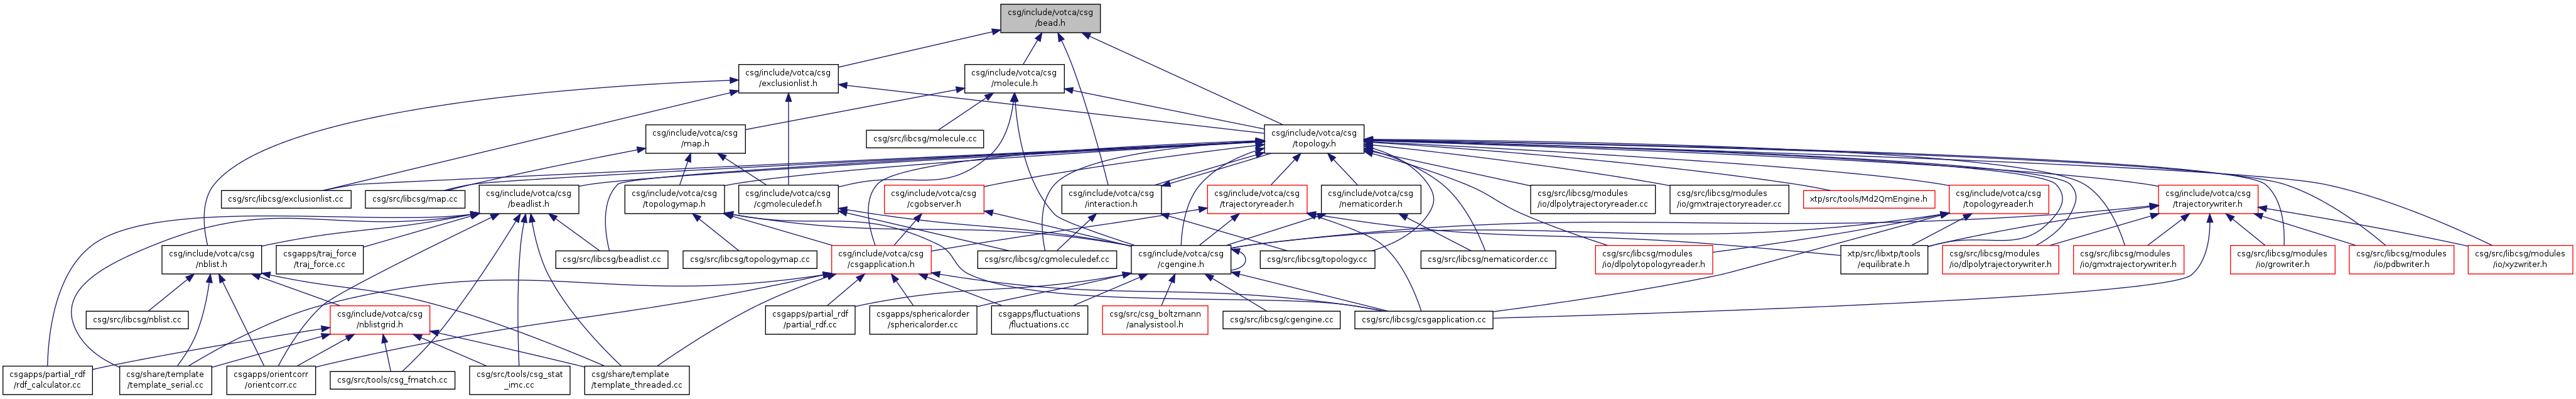 csg/include/votca/csg
/bead.h
csg/include/votca/csg
/exclusionlist.h
csg/include/votca/csg
/molecule.h
csg/include/votca/csg
/map.h
csg/src/libcsg/molecule.cc
csg/include/votca/csg
/topology.h
csg/src/libcsg/exclusionlist.cc
csg/src/libcsg/map.cc
csg/include/votca/csg
/beadlist.h
csg/include/votca/csg
/topologymap.h
csg/include/votca/csg
/cgmoleculedef.h
csg/include/votca/csg
/cgobserver.h
csg/include/votca/csg
/interaction.h
csg/include/votca/csg
/trajectoryreader.h
csg/include/votca/csg
/nematicorder.h
csg/src/libcsg/modules
/io/dlpolytrajectoryreader.cc
csg/src/libcsg/modules
/io/gmxtrajectoryreader.cc
xtp/src/tools/Md2QmEngine.h
csg/include/votca/csg
/topologyreader.h
csg/include/votca/csg
/trajectorywriter.h
csg/include/votca/csg
/nblist.h
csgapps/traj_force
/traj_force.cc
csg/src/libcsg/beadlist.cc
csg/src/libcsg/topologymap.cc
csg/include/votca/csg
/csgapplication.h
csg/src/libcsg/cgmoleculedef.cc
csg/include/votca/csg
/cgengine.h
csg/src/libcsg/topology.cc
csg/src/libcsg/nematicorder.cc
csg/src/libcsg/modules
/io/dlpolytopologyreader.h
xtp/src/libxtp/tools
/equilibrate.h
csg/src/libcsg/modules
/io/dlpolytrajectorywriter.h
csg/src/libcsg/modules
/io/gmxtrajectorywriter.h
csg/src/libcsg/modules
/io/growriter.h
csg/src/libcsg/modules
/io/pdbwriter.h
csg/src/libcsg/modules
/io/xyzwriter.h
csg/src/libcsg/nblist.cc
csg/include/votca/csg
/nblistgrid.h
csgapps/partial_rdf
/partial_rdf.cc
csgapps/sphericalorder
/sphericalorder.cc
csgapps/fluctuations
/fluctuations.cc
csg/src/csg_boltzmann
/analysistool.h
csg/src/libcsg/cgengine.cc
csg/src/libcsg/csgapplication.cc
csgapps/partial_rdf
/rdf_calculator.cc
csg/share/template
/template_serial.cc
csgapps/orientcorr
/orientcorr.cc
csg/src/tools/csg_fmatch.cc
csg/src/tools/csg_stat
_imc.cc
csg/share/template
/template_threaded.cc